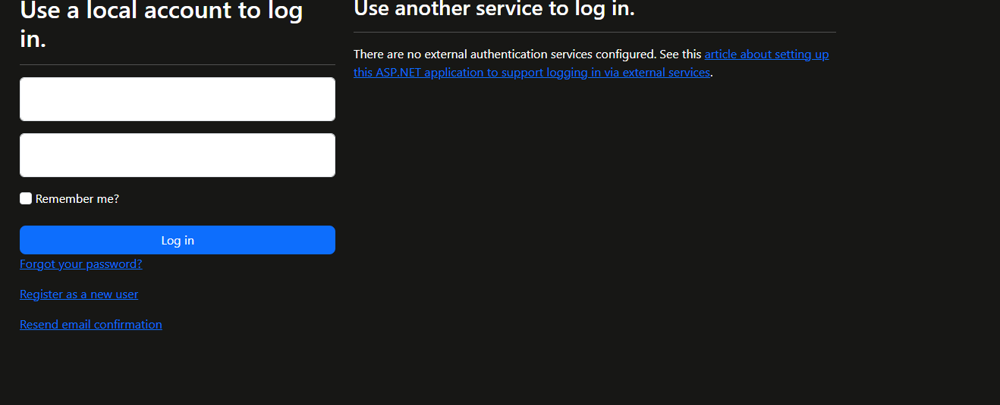 Use a local account to log
in.
Remember me?
Log in
Forgot your password?
Register as a new user
Resend email confirmation
Use another service to log in.
There are no external authentication services configured. See this article about setting up
this ASP.NET application to support logging in via external services.